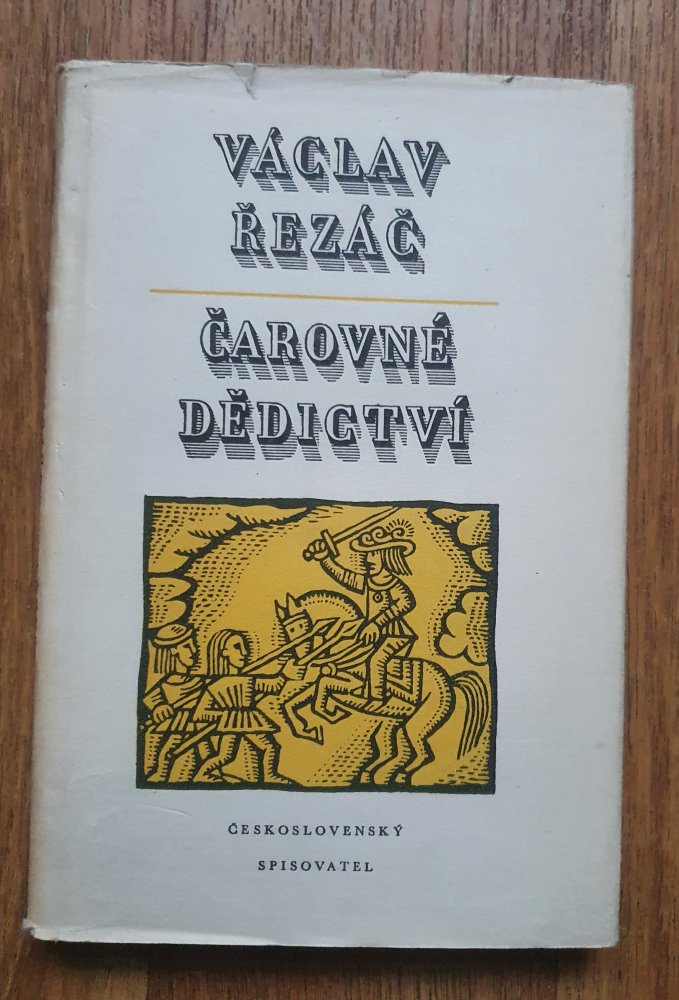 VÁCLAV
ŘEZÁČ
ČAROVNÉ
DĚDICTVÍ
ČESKOSLOVENSKÝ
SPISOVATEL